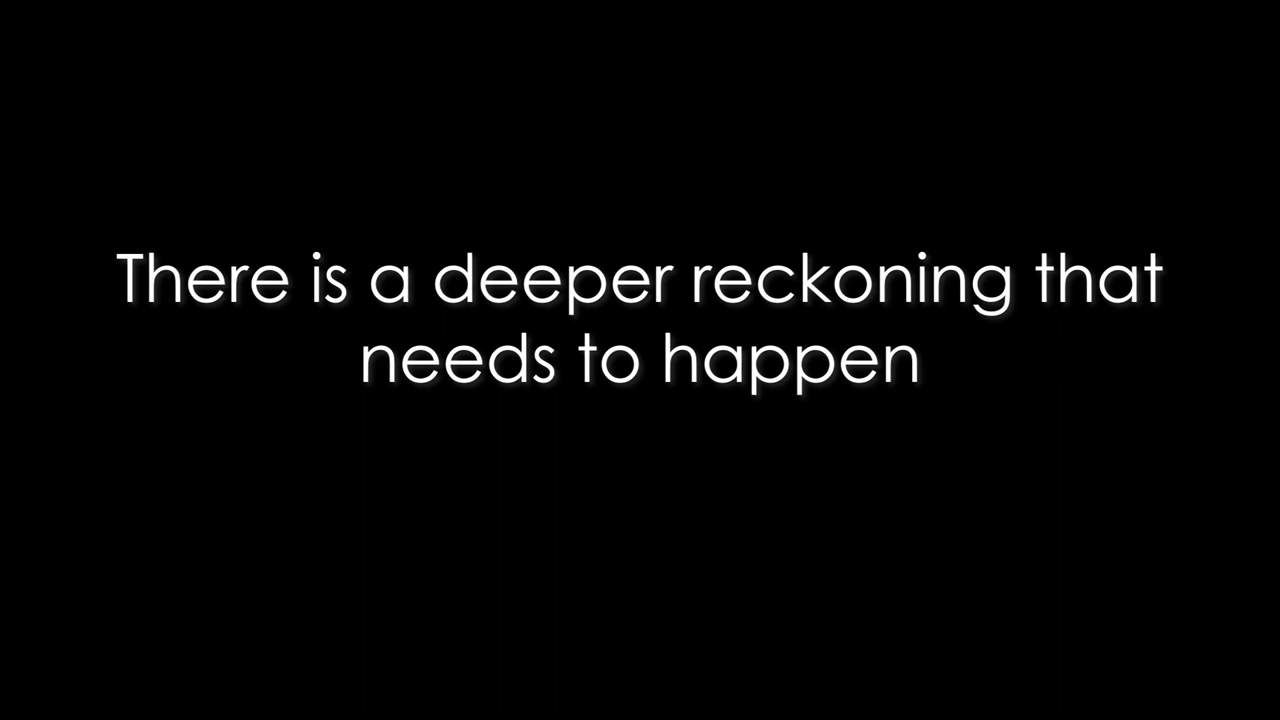 There is a deeper reckoning that
needs to happen